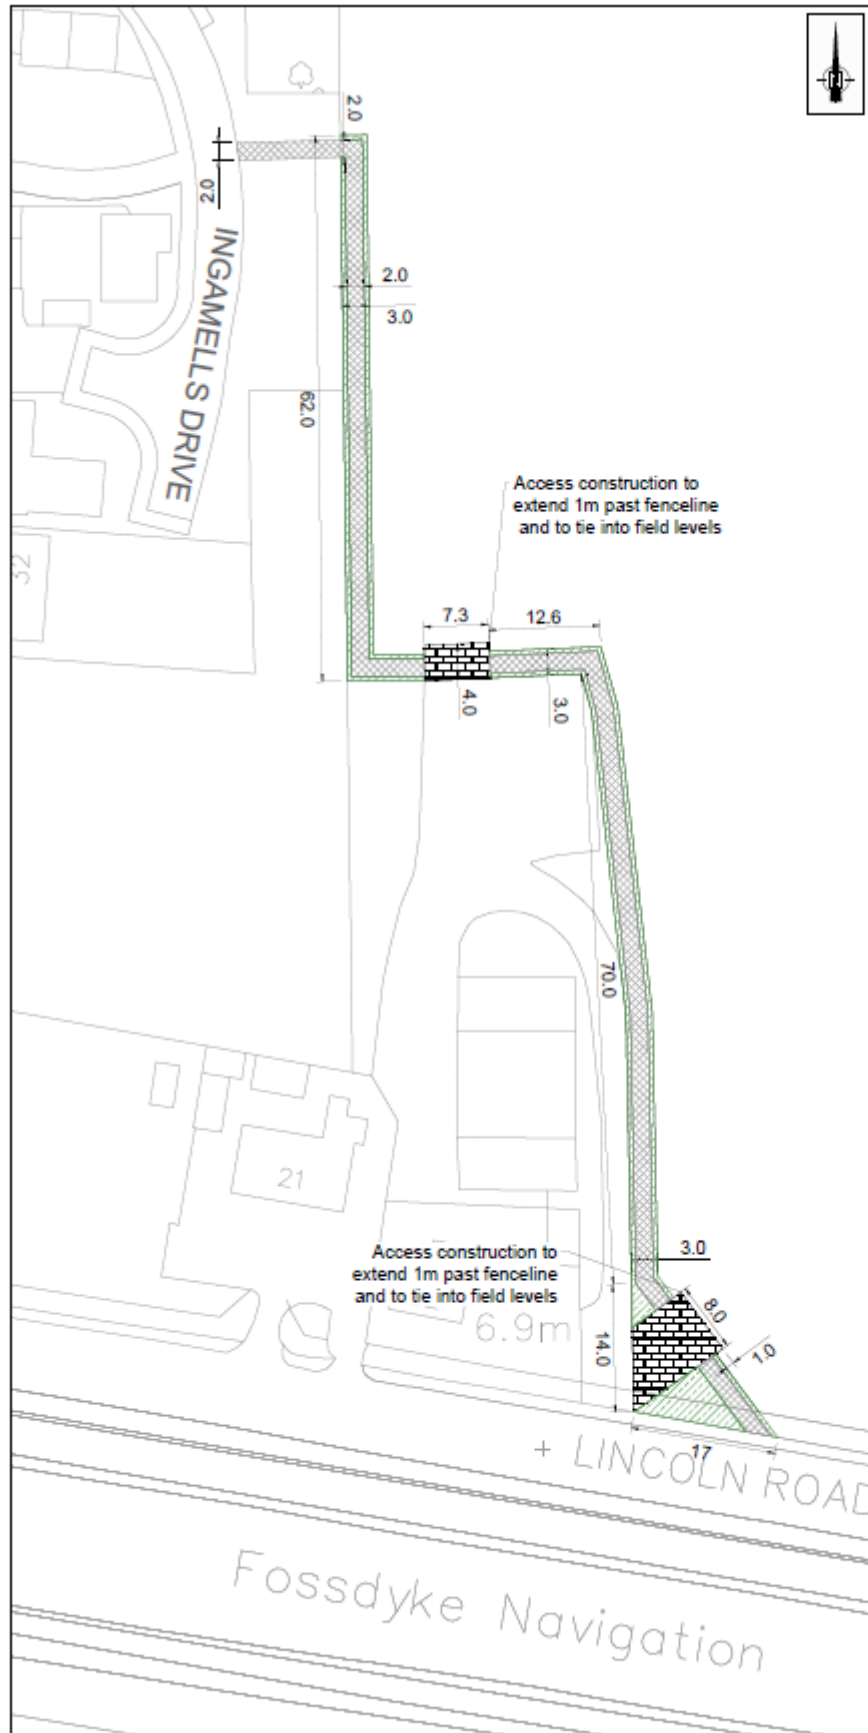 N
2.0
2.0
INGAMELLS DRIVE
2.0
3.0
62.0
Access construction to
extend 1m past fenceline
and to tie into field levels
32
7.3
12.6
4.0
3.0
70.0
21
3.0
Access construction to
extend 1m past fenceline
and to tie into field levels
8.0
6.9m
14.0
1.0
17
+ LINCOLN ROAD
Fossdyke Navigation